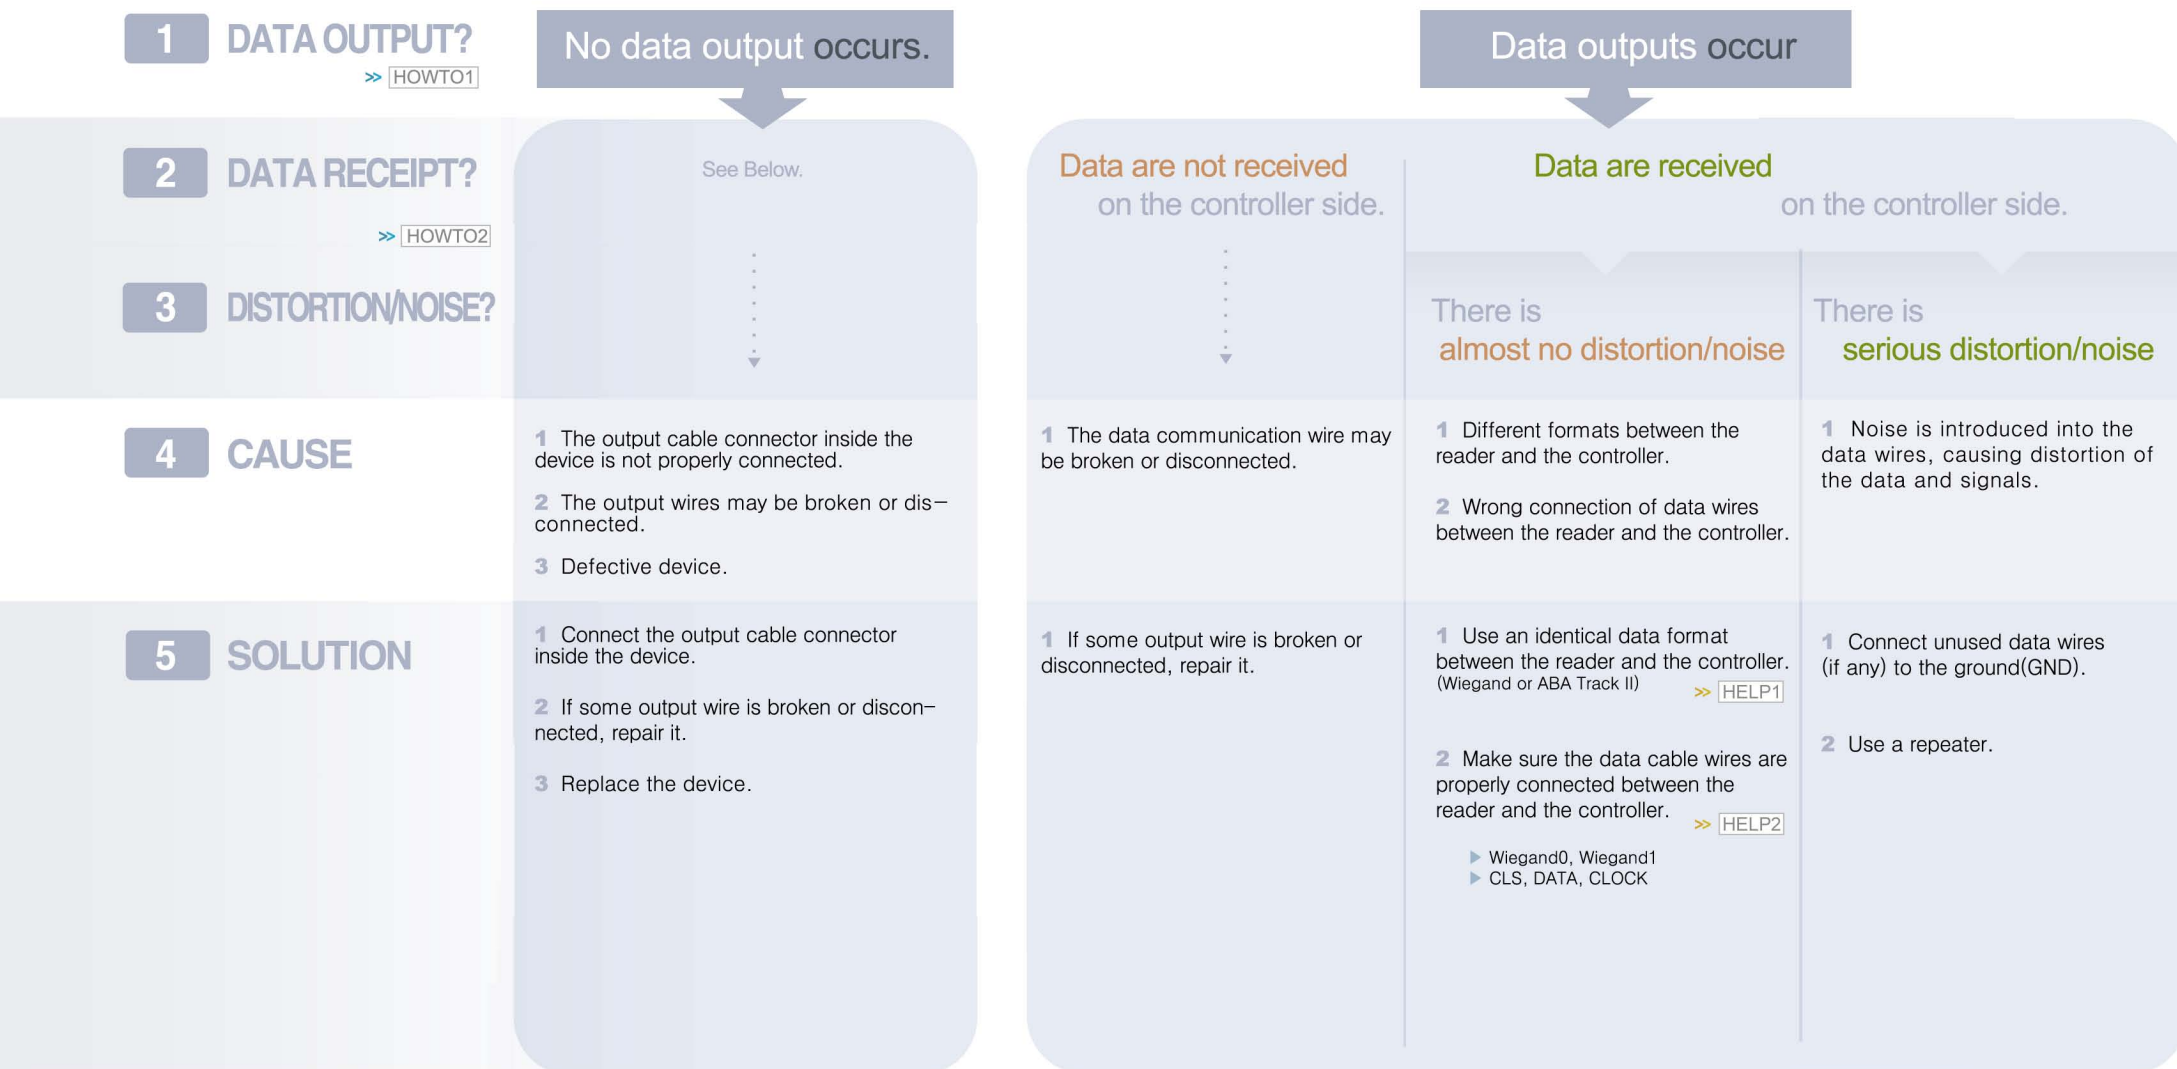 1 DATA OUTPUT?
>> HOWTO1
No data output occurs.
Data outputs occur
2 DATA RECEIPT?
>> HOWTO2
See Below.
Data are not received
on the controller side.
Data are received
on the controller side.
3 DISTORTION/NOISE?
There is
almost no distortion/noise
There is
serious distortion/noise
4 CAUSE
1 The output cable connector inside the
device is not properly connected.
2 The output wires may be broken or dis-
connected.
3 Defective device.
1 The data communication wire may
be broken or disconnected.
1 Different formats between the
reader and the controller.
2 Wrong connection of data wires
between the reader and the controller.
1 Noise is introduced into the
data wires, causing distortion of
the data and signals.
5 SOLUTION
1 Connect the output cable connector
inside the device.
2 If some output wire is broken or discon-
nected, repair it.
3 Replace the device.
1 If some output wire is broken or
disconnected, repair it.
1 Use an identical data format
between the reader and the controller.
(Wiegand or ABA Track II)
>> HELP1
2 Make sure the data cable wires are
properly connected between the
reader and the controller.
>> HELP2
▶ Wiegand0, Wiegand1
▶ CLS, DATA, CLOCK
1 Connect unused data wires
(if any) to the ground(GND).
2 Use a repeater.